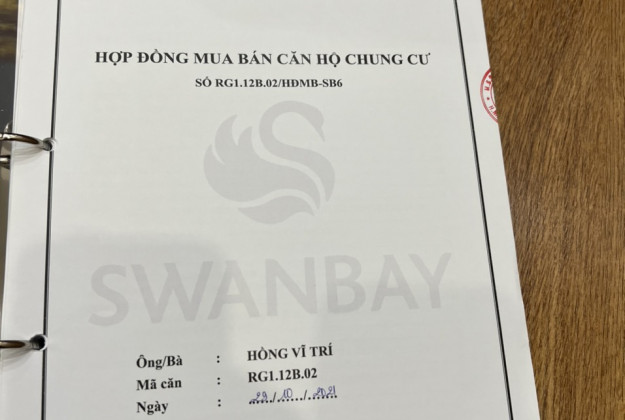 HỢP ĐỒNG MUA BÁN CĂN HỘ CHUNG CƯ
SỐ RG1.12B.02/HĐMB-SB6
SWANBAY
Ông/Bà : HỒNG VĨ TRÍ
Mã căn : RG1.12B.02
Ngày : 29/10/2021